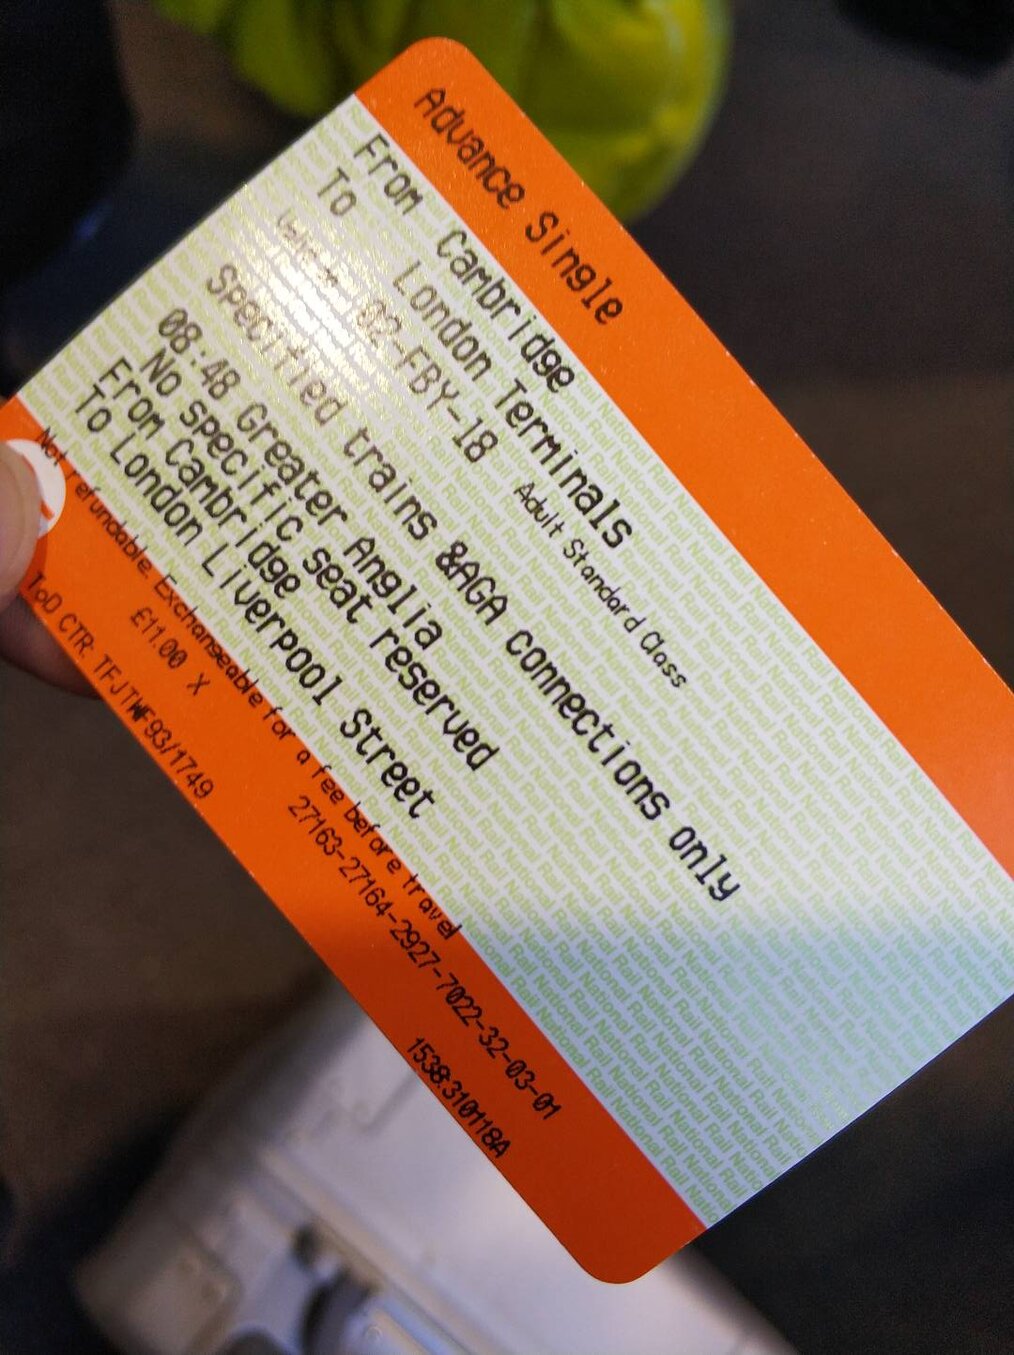 Advance Single
From Cambridge
To London Terminals
02-FBY-18 Adult Standard Class
Specified trains &AGA connections only
08:48 Greater Anglia
No specific seat reserved
From Cambridge
To London Liverpool Street
Not refundable. Exchangeable for a fee before travel
£11.00 X 27163-27164-2927-7022-32-03-01
ToD CTR: TFJTWF93/1749 1538:310118A